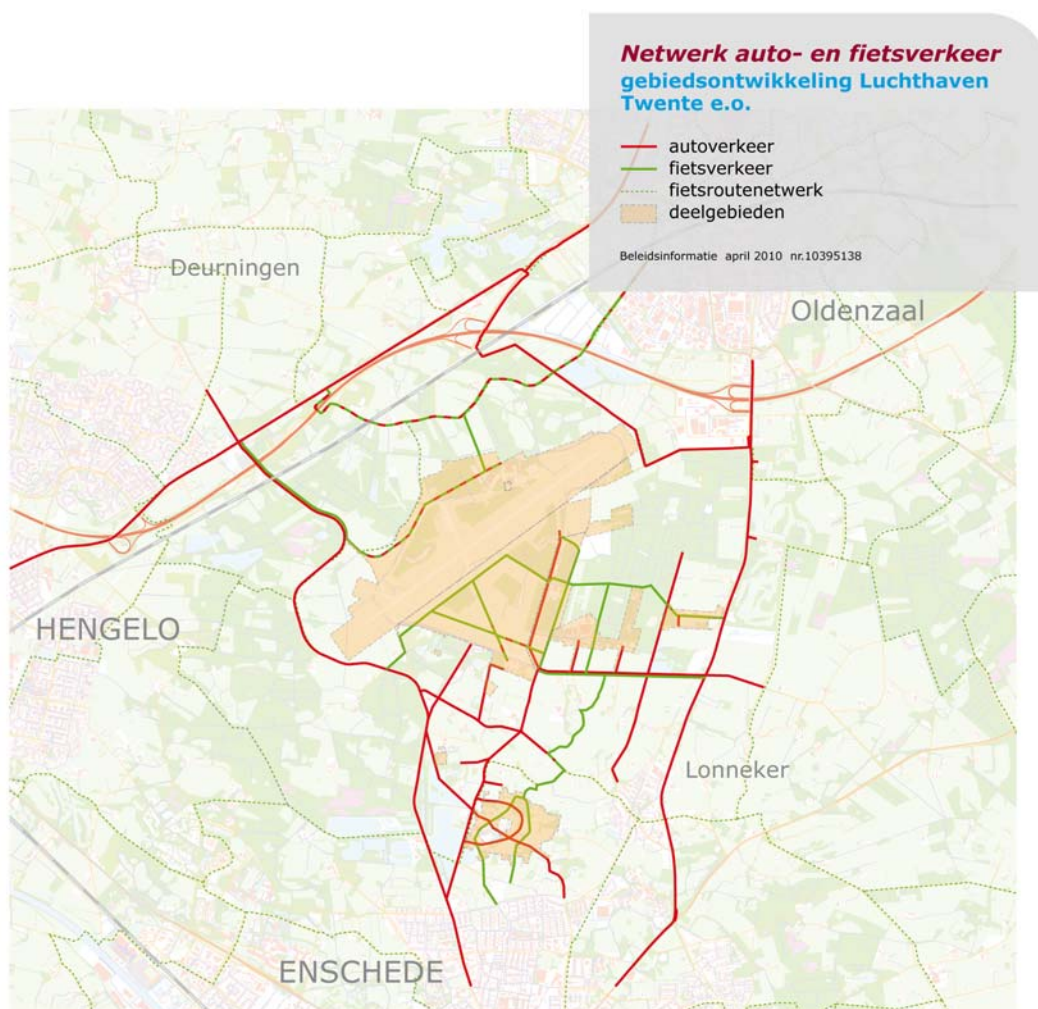 Netwerk auto- en fietsverkeer
gebiedsontwikkeling Luchthaven
Twente e.o.
autoverkeer
fietsverkeer
fietsroutenetwerk
deelgebieden
Beleidsinformatie april 2010 nr.10395138
Deurningen
Oldenzaal
HENGELO
Lonneker
ENSCHEDE